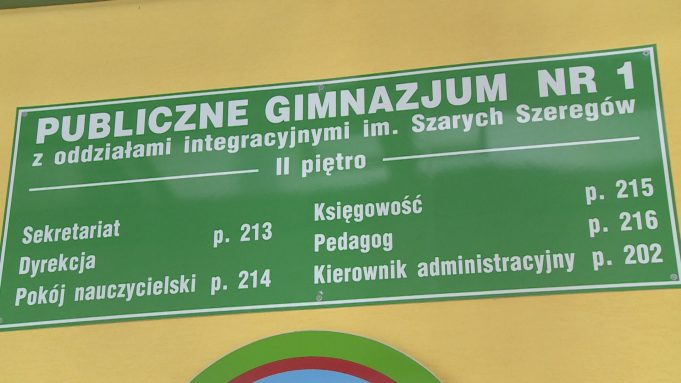 PUBLICZNE GIMNAZJUM NR 1
z oddziałami integracyjnymi im. Szarych Szeregów
II piętro
Sekretariat p. 213
Dyrekcja
Pokój nauczycielski p. 214
Księgowość p. 215
Pedagog p. 216
Kierownik administracyjny p. 202